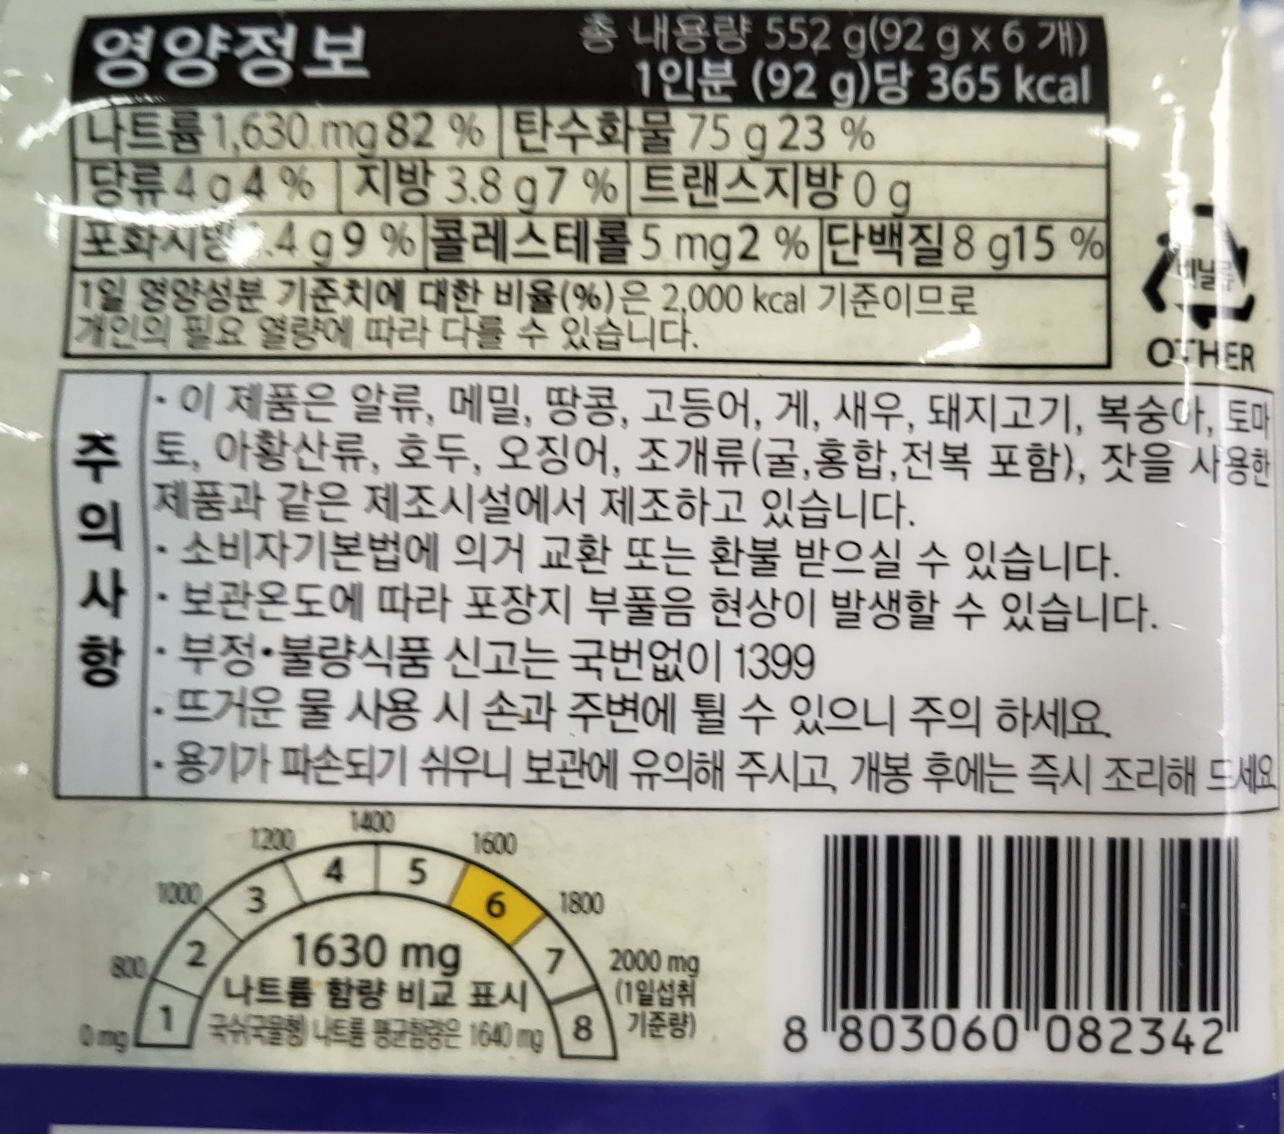 영양정보
총 내용량 552 g(92 g x 6 개)
1인분 (92 g)당 365 kcal
나트륨 1,630 mg 82 % 탄수화물 75 g 23 %
당류 4 g 4 % 지방 3.8 g 7 % 트랜스지방 0 g
포화지방 .4 g 9 % 콜레스테롤 5 mg 2 % 단백질 8 g 15 %
1일 영양성분 기준치에 대한 비율(%)은 2,000 kcal 기준이므로
개인의 필요 열량에 따라 다를 수 있습니다.
비닐류
OTHER
주의사항
· 이 제품은 알류, 메밀, 땅콩, 고등어, 게, 새우, 돼지고기, 복숭아, 토마
토, 아황산류, 호두, 오징어, 조개류(굴,홍합,전복 포함), 잣을 사용한
제품과 같은 제조시설에서 제조하고 있습니다.
· 소비자기본법에 의거 교환 또는 환불 받으실 수 있습니다.
· 보관온도에 따라 포장지 부풀음 현상이 발생할 수 있습니다.
· 부정•불량식품 신고는 국번없이 1399
· 뜨거운 물 사용 시 손과 주변에 튈 수 있으니 주의 하세요.
· 용기가 파손되기 쉬우니 보관에 유의해 주시고, 개봉 후에는 즉시 조리해 드세요
0 mg 800 1000 1200 1400 1600 1800 2000 mg
(1일섭취
기준량)
1 2 3 4 5 6 7 8
1630 mg
나트륨 함량 비교 표시
국수(국물형) 나트륨 평균함량은 1640 mg
8 803060 082342